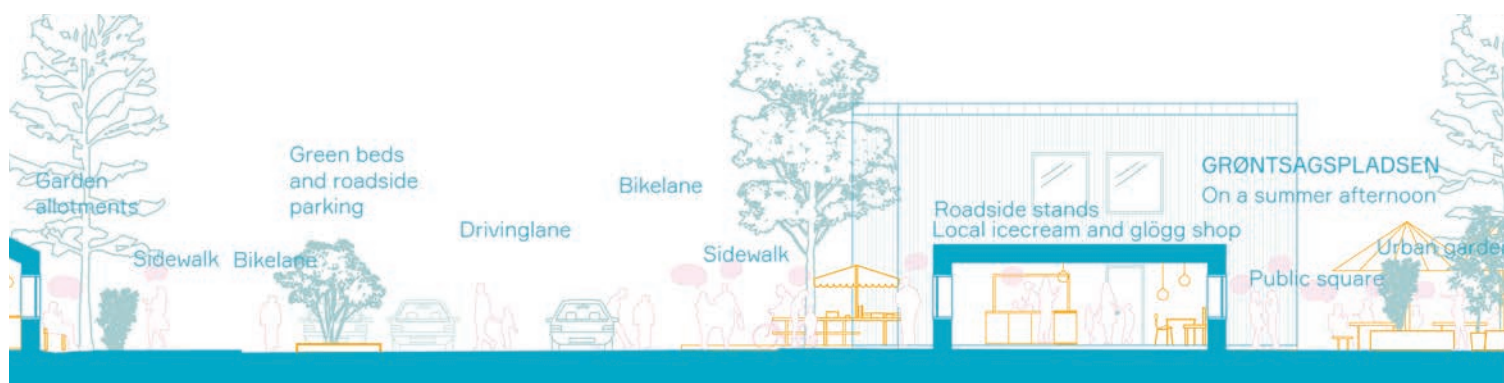 Garden
allotments
Sidewalk
Bikelane
Green beds
and roadside
parking
Drivinglane
Bikelane
Sidewalk
Roadside stands
Local icecream and glögg shop
GRØNTSAGSPLADSEN
On a summer afternoon
Public square
Urban garde